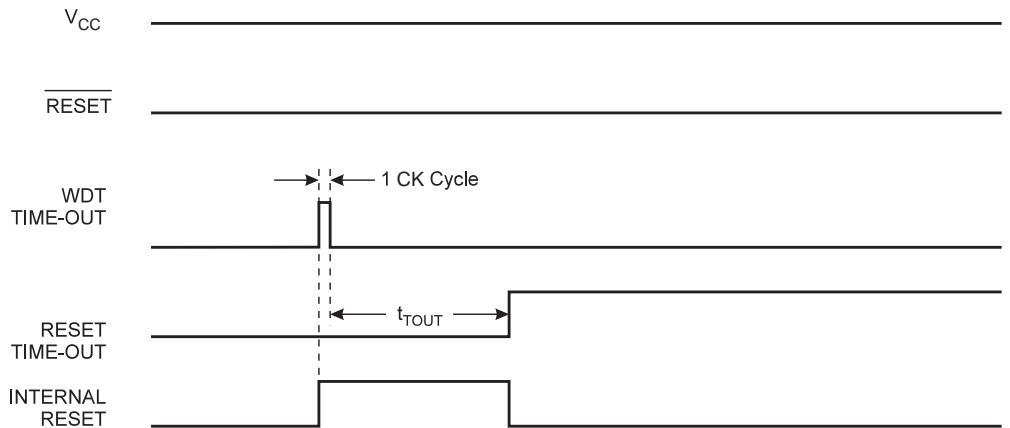 VCC
RESET
1 CK Cycle
WDT
TIME-OUT
tTOUT
RESET
TIME-OUT
INTERNAL
RESET